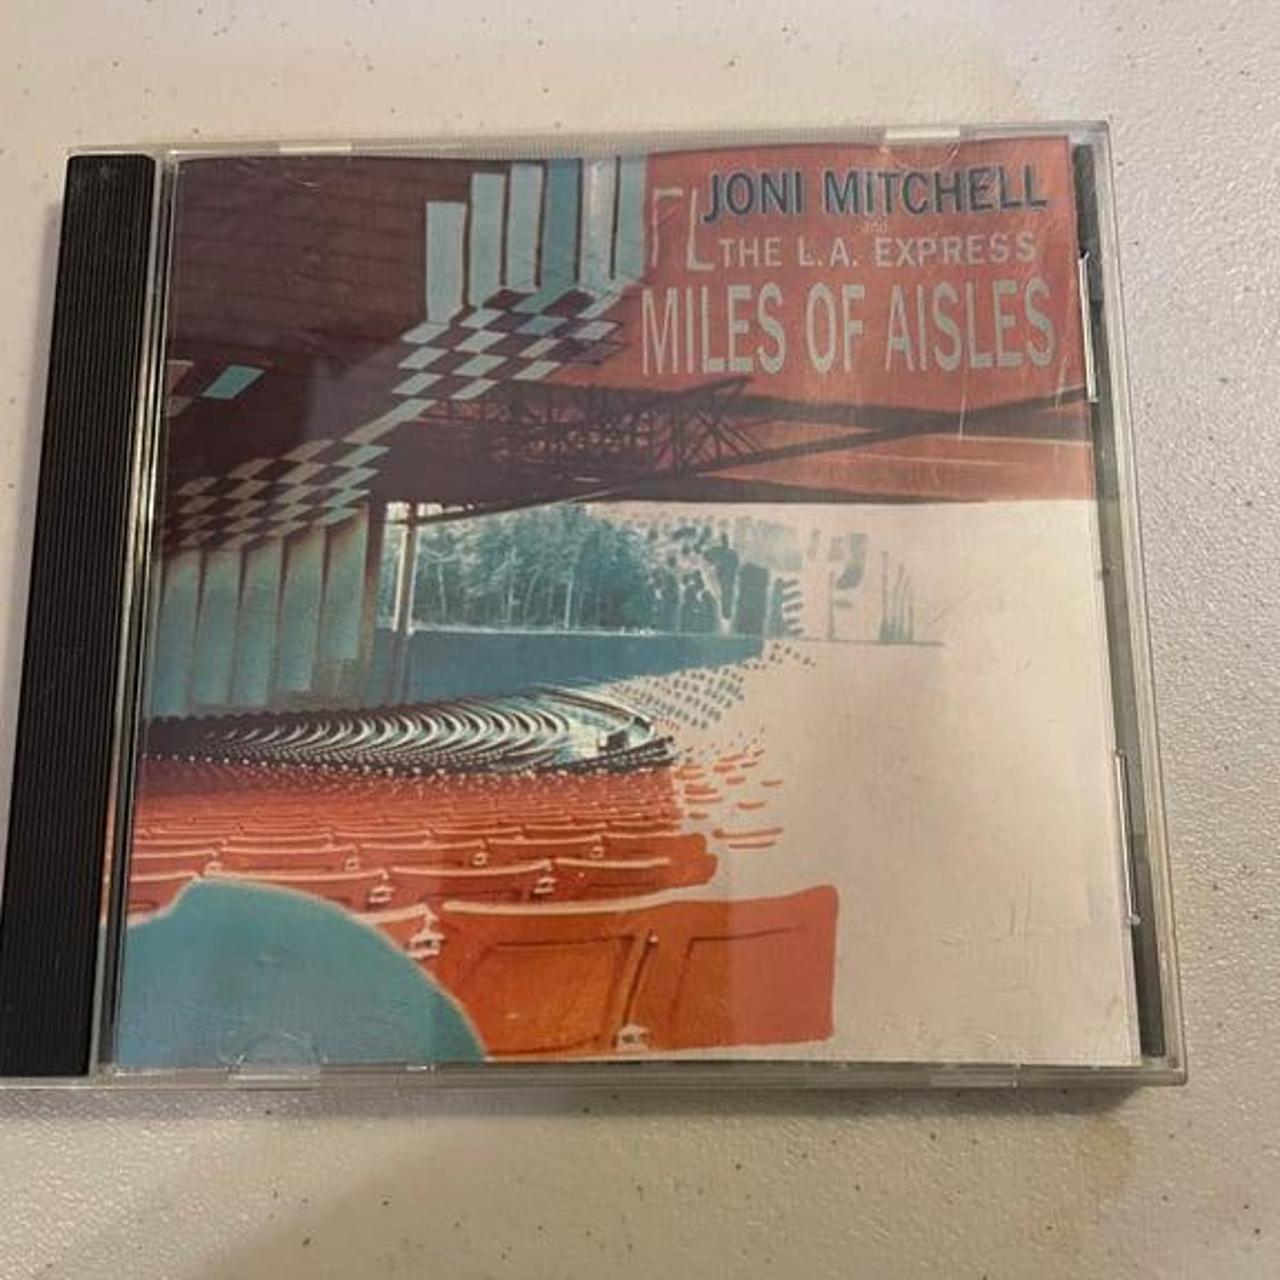 JONI MITCHELL
and
THE L.A. EXPRESS
MILES OF AISLES